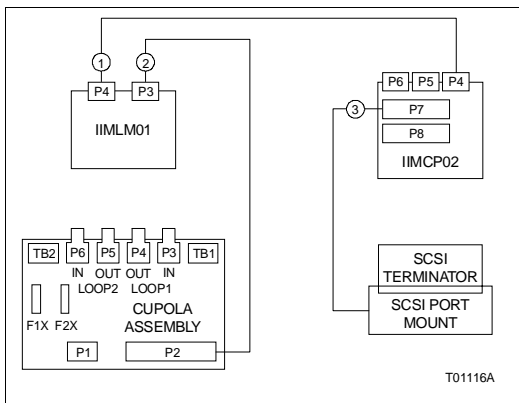 1
2
P4
P3
IIMLM01
P6
P5
P4
3
P7
P8
IIMCP02
TB2
P6
P5
P4
P3
TB1
IN
OUT
OUT
IN
LOOP2
LOOP1
F1X
F2X
CUPOLA
ASSEMBLY
P1
P2
SCSI
TERMINATOR
SCSI PORT
MOUNT
T01116A